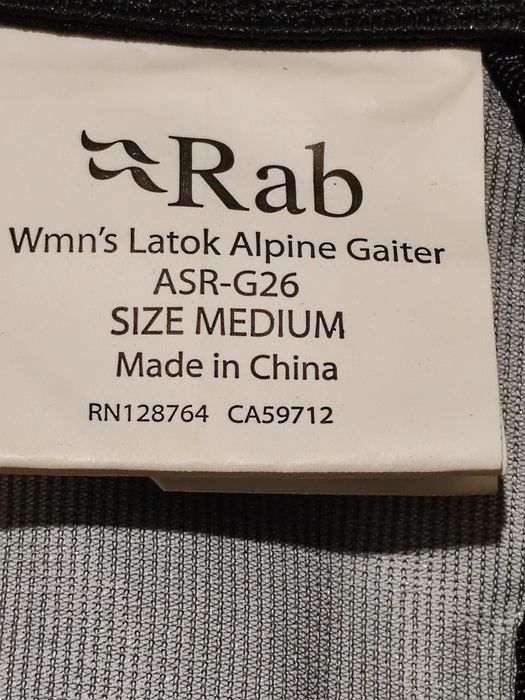 Rab
Wmn's Latok Alpine Gaiter
ASR-G26
SIZE MEDIUM
Made in China
RN128764 CA59712